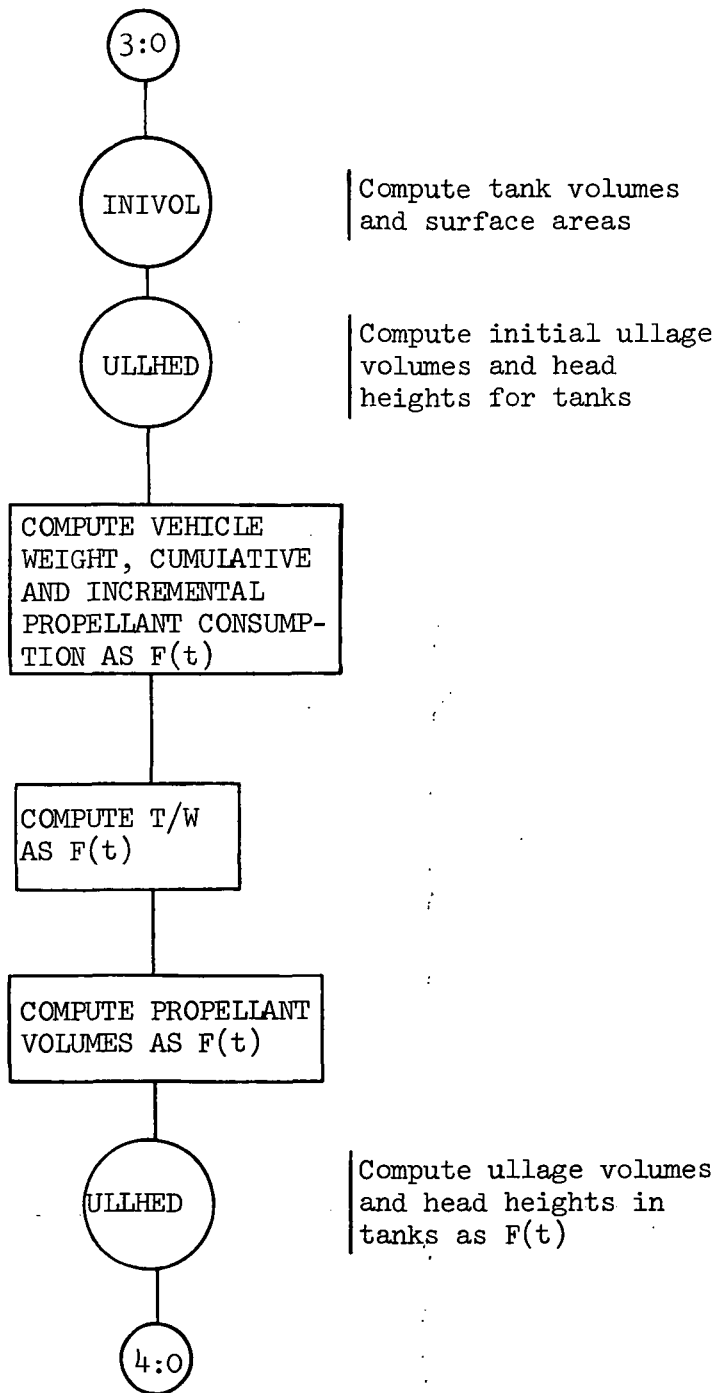 3:0
INIVOL
Compute tank volumes
and surface areas
ULLHED
Compute initial ullage
volumes and head
heights for tanks
COMPUTE VEHICLE
WEIGHT, CUMULATIVE
AND INCREMENTAL
PROPELLANT CONSUMP-
TION AS F(t)
COMPUTE T/W
AS F(t)
COMPUTE PROPELLANT
VOLUMES AS F(t)
ULLHED
Compute ullage volumes
and head heights in
tanks as F(t)
4:0